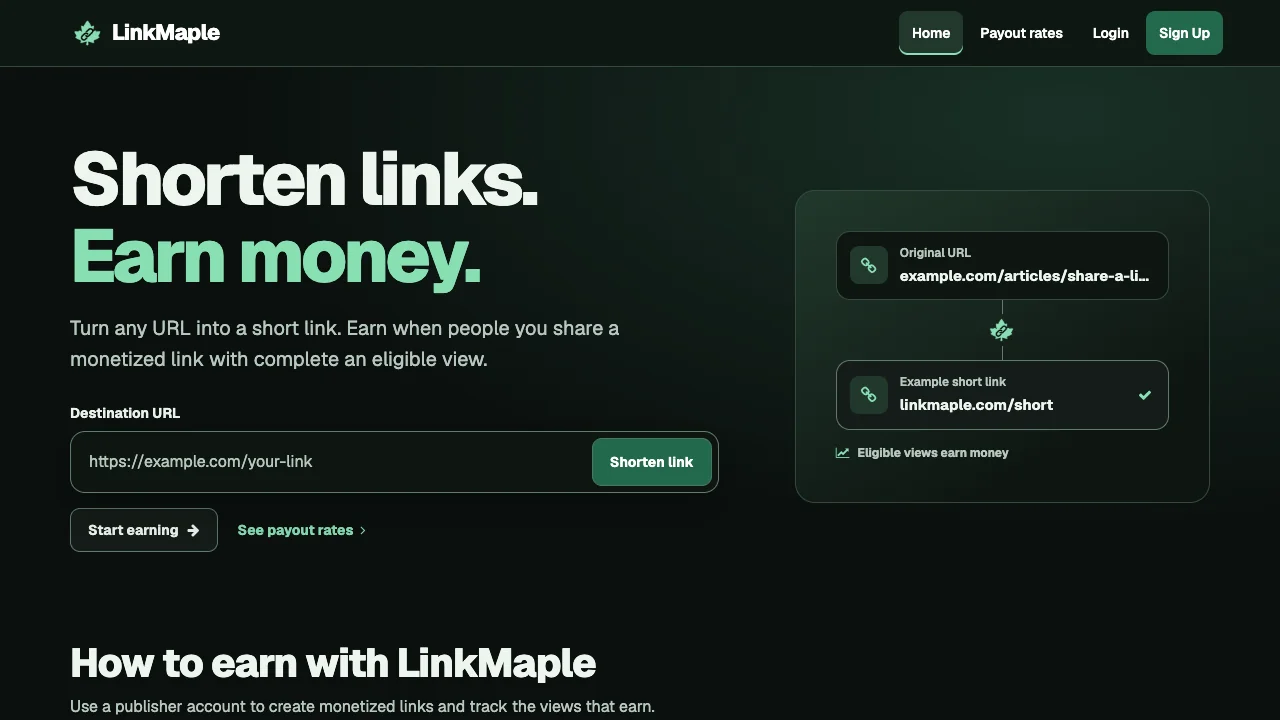 LinkMaple
Home
Payout rates
Login
Sign Up
Shorten links.
Earn money.
Turn any URL into a short link. Earn when people you share a
monetized link with complete an eligible view.
Destination URL
https://example.com/your-link
Shorten link
Start earning
See payout rates
Original URL
example.com/articles/share-a-li...
Example short link
linkmaple.com/short
Eligible views earn money
How to earn with LinkMaple
Use a publisher account to create monetized links and track the views that earn.